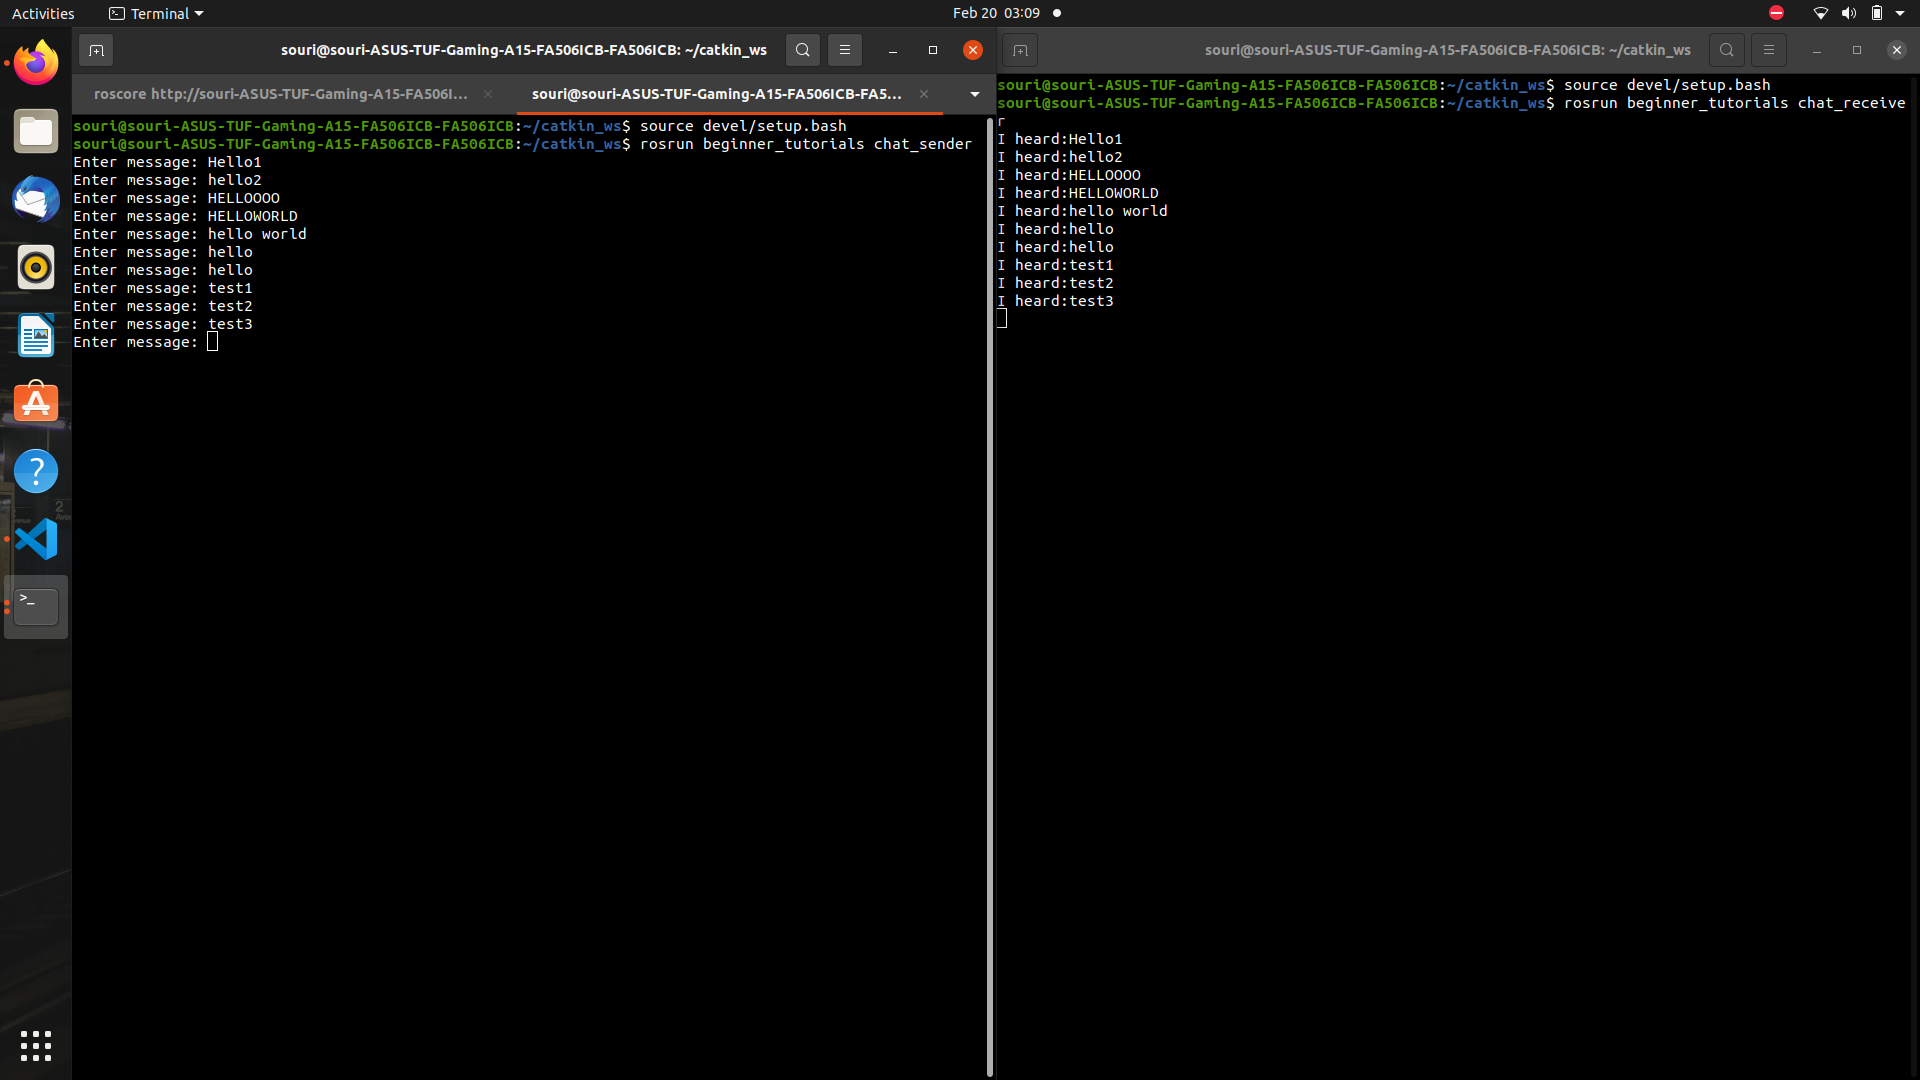 Activities
Terminal
Feb 20 03:09
souri@souri-ASUS-TUF-Gaming-A15-FA506ICB-FA506ICB: ~/catkin_ws
roscore http://souri-ASUS-TUF-Gaming-A15-FA506I...
souri@souri-ASUS-TUF-Gaming-A15-FA506ICB-FA5...
souri@souri-ASUS-TUF-Gaming-A15-FA506ICB-FA506ICB:~/catkin_ws$ source devel/setup.bash
souri@souri-ASUS-TUF-Gaming-A15-FA506ICB-FA506ICB:~/catkin_ws$ rosrun beginner_tutorials chat_sender
Enter message: Hello1
Enter message: hello2
Enter message: HELLOOOO
Enter message: HELLOWORLD
Enter message: hello world
Enter message: hello
Enter message: hello
Enter message: test1
Enter message: test2
Enter message: test3
Enter message:
souri@souri-ASUS-TUF-Gaming-A15-FA506ICB-FA506ICB: ~/catkin_ws
souri@souri-ASUS-TUF-Gaming-A15-FA506ICB-FA506ICB:~/catkin_ws$ source devel/setup.bash
souri@souri-ASUS-TUF-Gaming-A15-FA506ICB-FA506ICB:~/catkin_ws$ rosrun beginner_tutorials chat_receive
r
I heard:Hello1
I heard:hello2
I heard:HELLOOOO
I heard:HELLOWORLD
I heard:hello world
I heard:hello
I heard:hello
I heard:test1
I heard:test2
I heard:test3